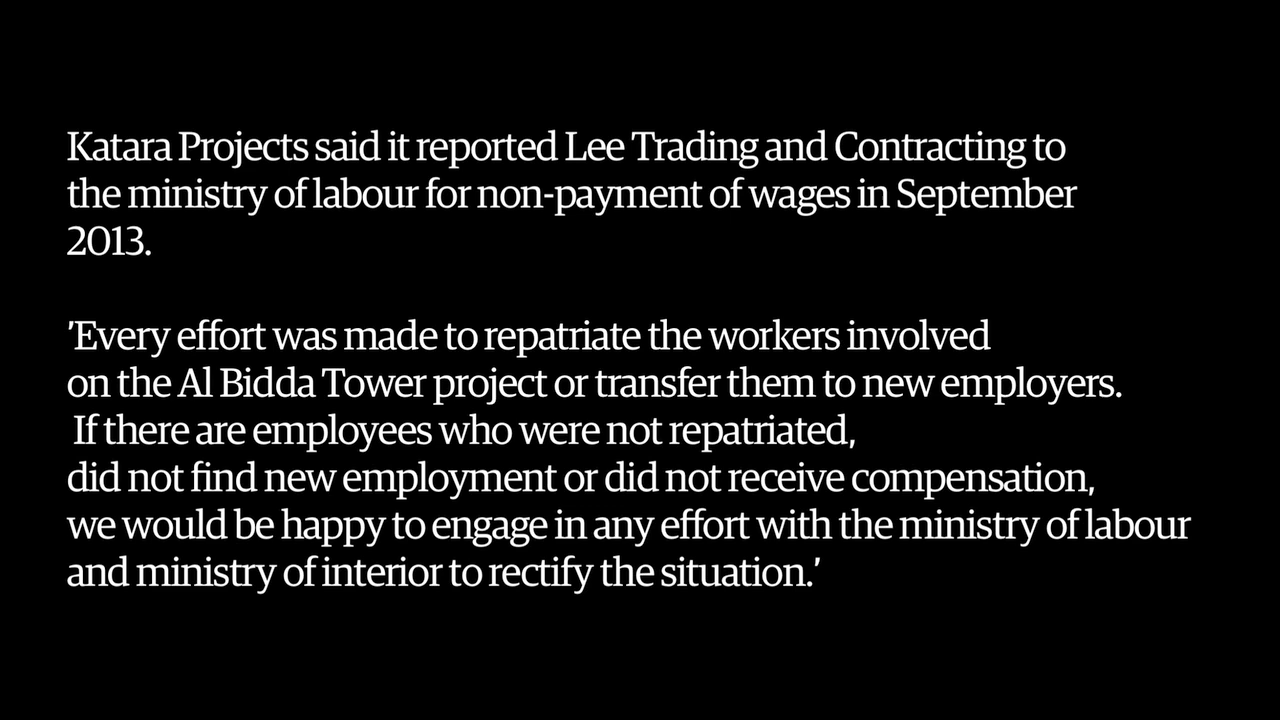 Katara Projects said it reported Lee Trading and Contracting to
the ministry of labour for non-payment of wages in September
2013.
'Every effort was made to repatriate the workers involved
on the Al Bidda Tower project or transfer them to new employers.
If there are employees who were not repatriated,
did not find new employment or did not receive compensation,
we would be happy to engage in any effort with the ministry of labour
and ministry of interior to rectify the situation.'